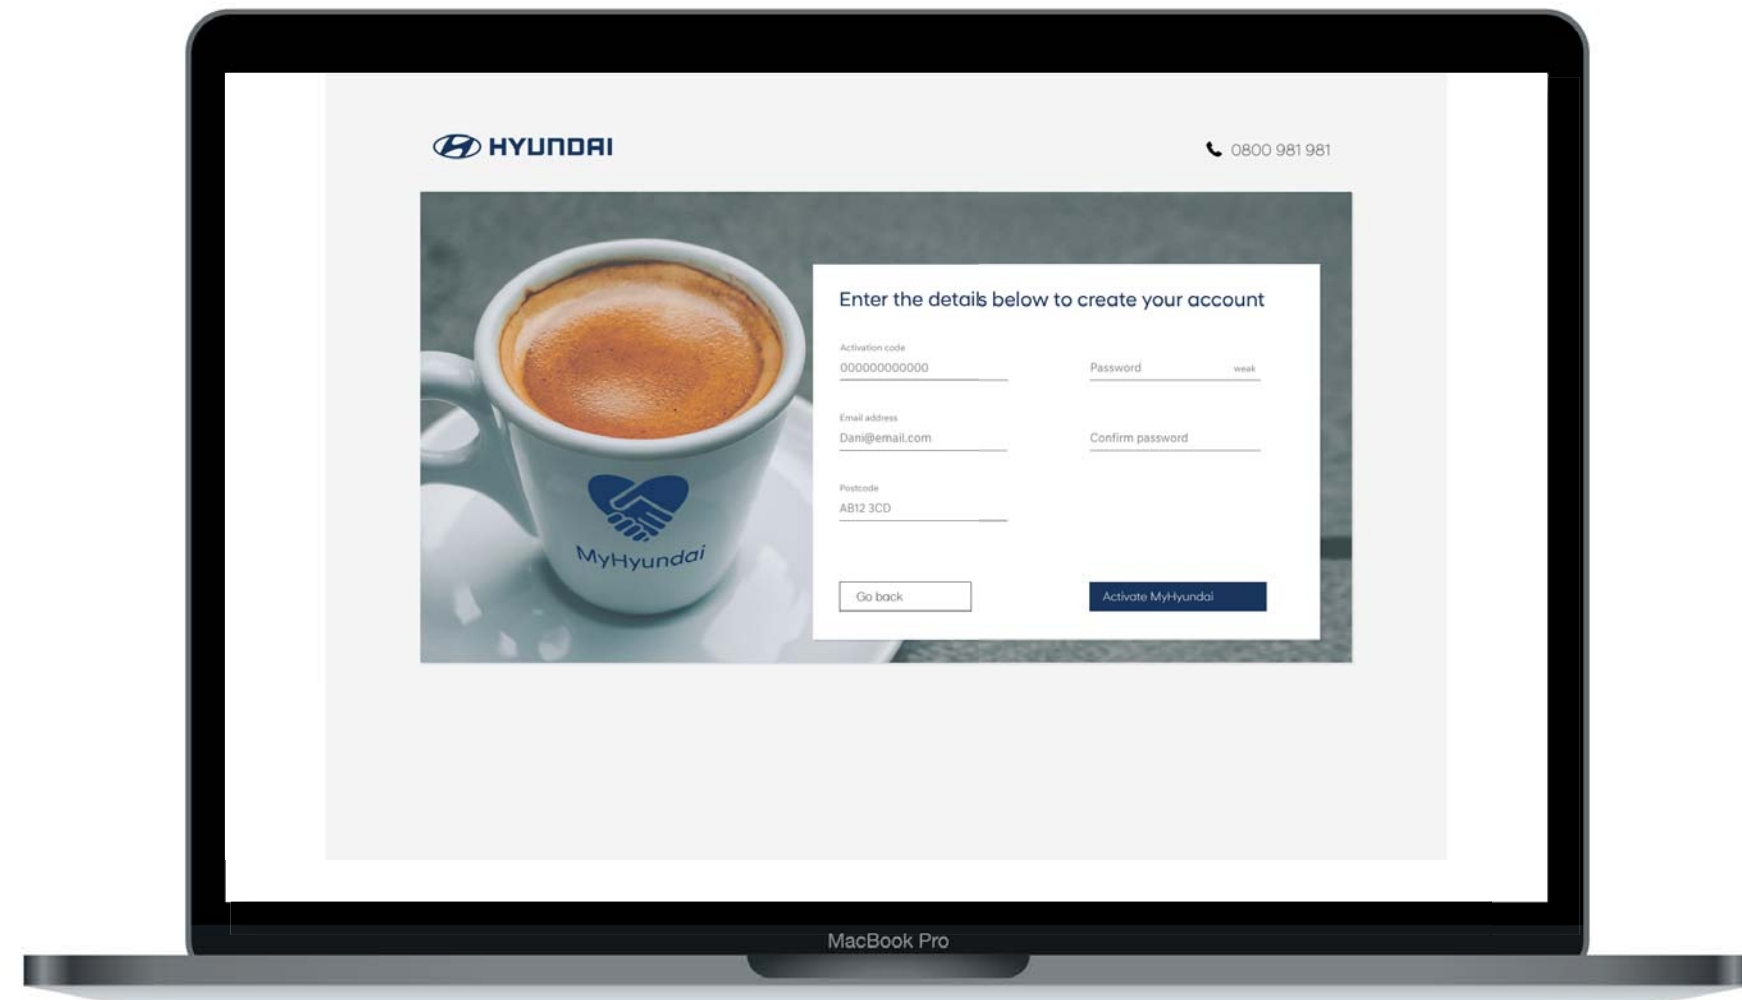 HYUNDAI
0800 981 981
Enter the details below to create your account
Activation code
000000000000
Password
weak
Email address
Dani@email.com
Confirm password
Postcode
AB12 3CD
MyHyundai
Go back
Activate MyHyundai
MacBook Pro